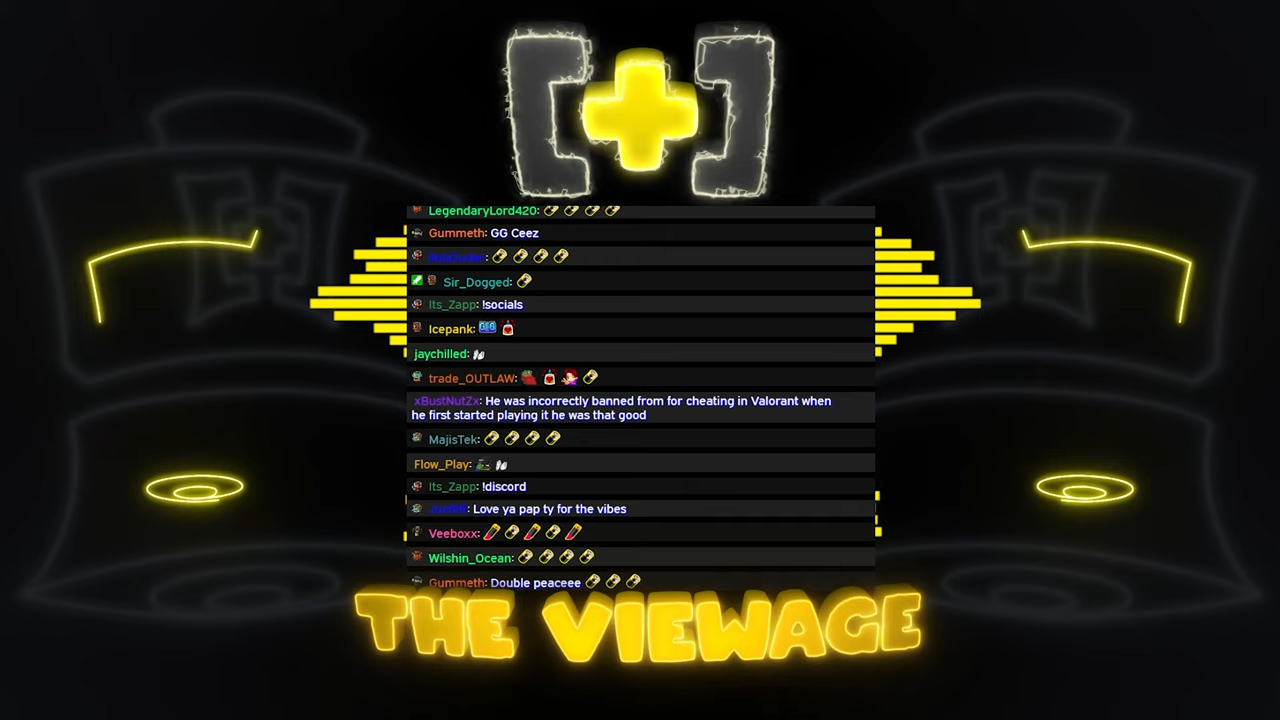 LegendaryLord420:
Gummeth: GG Ceez
Sir_Dogged:
Its_Zapp: !socials
Icepank: GG
jaychilled:
trade_OUTLAW:
xBustNutZx: He was incorrectly banned from for cheating in Valorant when
he first started playing it he was that good
MajisTek:
Flow_Play:
Its_Zapp: !discord
Love ya pap ty for the vibes
Veeboxx:
Wilshin_Ocean:
Gummeth: Double peaceee
THE VIEWAGE